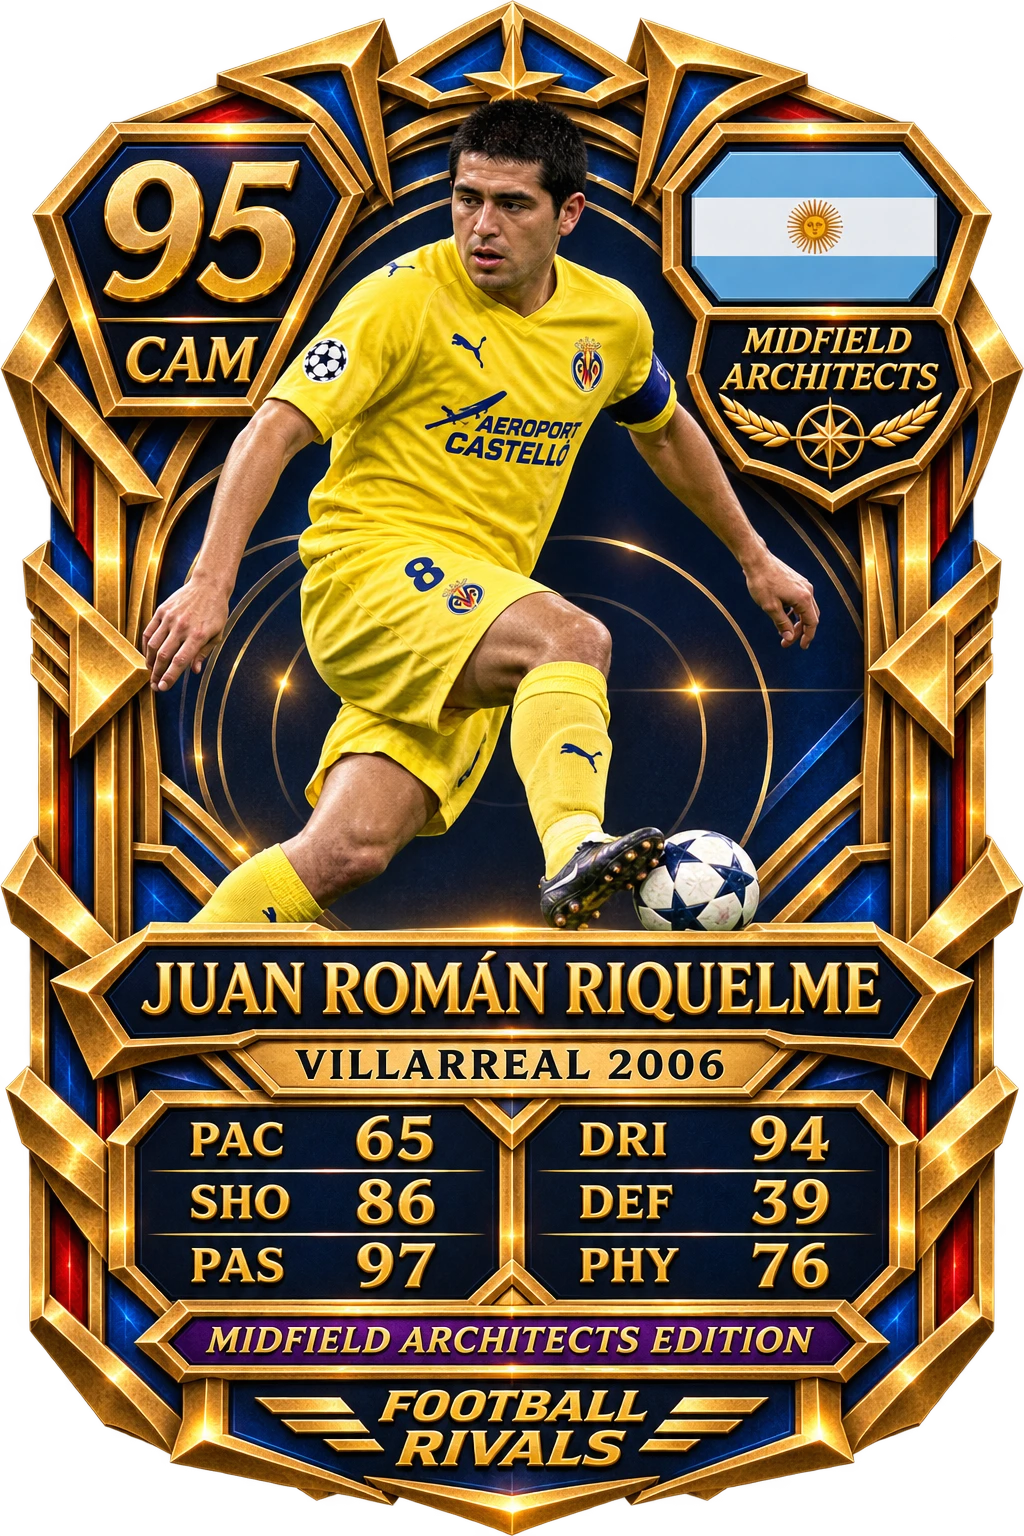 95
CAM
MIDFIELD
ARCHITECTS
AEROPORT
CASTELLÓ
8
JUAN ROMÁN RIQUELME
VILLARREAL 2006
PAC 65
SHO 86
PAS 97
DRI 94
DEF 39
PHY 76
MIDFIELD ARCHITECTS EDITION
FOOTBALL
RIVALS